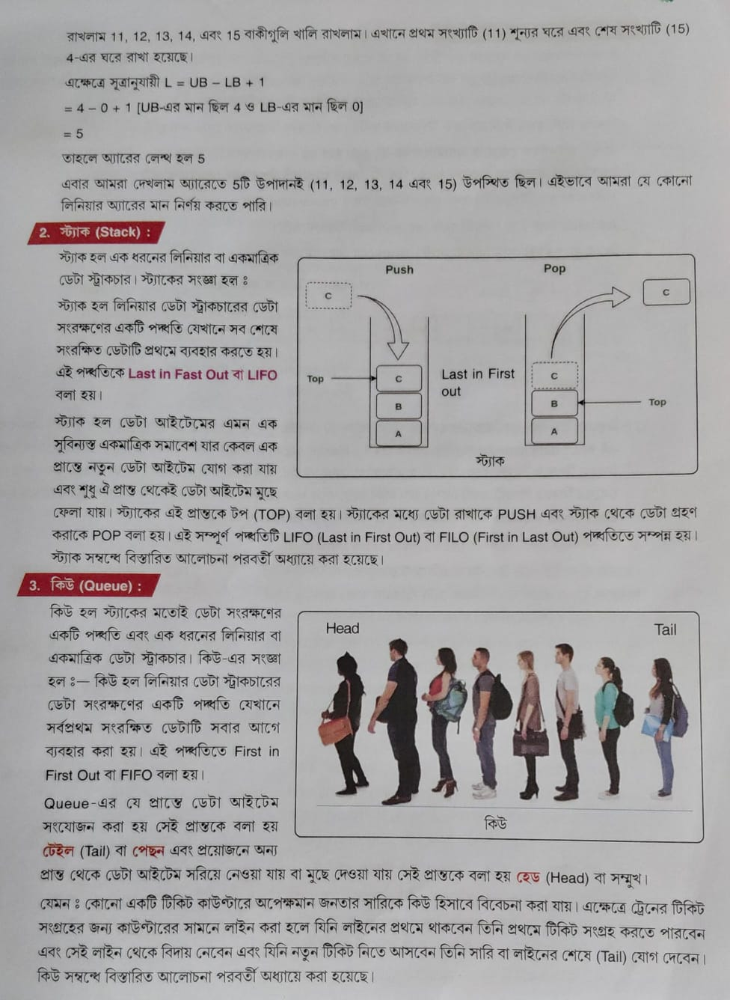 রাখলাম 11, 12, 13, 14, এবং 15 বাকীগুলি খালি রাখলাম। এখানে প্রথম সংখ্যাটি (11) শূন্যর ঘরে এবং শেষ সংখ্যাটি (15)
4-এর ঘরে রাখা হয়েছে।
এক্ষেত্রে সূত্রানুযায়ী L = UB – LB + 1
= 4 – 0 + 1 [UB-এর মান ছিল 4 ও LB-এর মান ছিল 0]
= 5
তাহলে অ্যারের লেন্থ হল 5
এবার আমরা দেখলাম অ্যারেতে 5টি উপাদানই (11, 12, 13, 14 এবং 15) উপস্থিত ছিল। এইভাবে আমরা যে কোনো
লিনিয়ার অ্যারের মান নির্ণয় করতে পারি।
2. স্ট্যাক (Stack) :
স্ট্যাক হল এক ধরনের লিনিয়ার বা একমাত্রিক
ডেটা স্ট্রাকচার। স্ট্যাকের সংজ্ঞা হল ঃ
স্ট্যাক হল লিনিয়ার ডেটা স্ট্রাকচারের ডেটা
সংরক্ষণের একটি পদ্ধতি যেখানে সব শেষে
সংরক্ষিত ডেটাটি প্রথমে ব্যবহার করতে হয়।
এই পদ্ধতিকে Last in Fast Out বা LIFO
বলা হয়।
স্ট্যাক হল ডেটা আইটেমের এমন এক
সুবিন্যস্ত একমাত্রিক সমাবেশ যার কেবল এক
প্রান্তে নতুন ডেটা আইটেম যোগ করা যায়
এবং শুধু ঐ প্রান্ত থেকেই ডেটা আইটেম মুছে
ফেলা যায়। স্ট্যাকের এই প্রান্তকে টপ (TOP) বলা হয়। স্ট্যাকের মধ্যে ডেটা রাখাকে PUSH এবং স্ট্যাক থেকে ডেটা গ্রহণ
করাকে POP বলা হয়। এই সম্পূর্ণ পদ্ধতিটি LIFO (Last in First Out) বা FILO (First in Last Out) পদ্ধতিতে সম্পন্ন হয়।
স্ট্যাক সম্বন্ধে বিস্তারিত আলোচনা পরবর্তী অধ্যায়ে করা হয়েছে।
Push
Pop
C
C
Top
C
Last in First
out
C
B
B
Top
A
A
স্ট্যাক
3. কিউ (Queue) :
কিউ হল স্ট্যাকের মতোই ডেটা সংরক্ষণের
একটি পদ্ধতি এবং এক ধরনের লিনিয়ার বা
একমাত্রিক ডেটা স্ট্রাকচার। কিউ-এর সংজ্ঞা
হল ঃ— কিউ হল লিনিয়ার ডেটা স্ট্রাকচারের
ডেটা সংরক্ষণের একটি পদ্ধতি যেখানে
সর্বপ্রথম সংরক্ষিত ডেটাটি সবার আগে
ব্যবহার করা হয়। এই পদ্ধতিতে First in
First Out বা FIFO বলা হয়।
Queue-এর যে প্রান্তে ডেটা আইটেম
সংযোজন করা হয় সেই প্রান্তকে বলা হয়
টেইল (Tail) বা পেছন এবং প্রয়োজনে অন্য
প্রান্ত থেকে ডেটা আইটেম সরিয়ে নেওয়া যায় বা মুছে দেওয়া যায় সেই প্রান্তকে বলা হয় হেড (Head) বা সম্মুখ।
যেমন ঃ কোনো একটি টিকিট কাউন্টারে অপেক্ষমান জনতার সারিকে কিউ হিসাবে বিবেচনা করা যায়। এক্ষেত্রে ট্রেনের টিকিট
সংগ্রহের জন্য কাউন্টারের সামনে লাইন করা হলে যিনি লাইনের প্রথমে থাকবেন তিনি প্রথমে টিকিট সংগ্রহ করতে পারবেন
এবং সেই লাইন থেকে বিদায় নেবেন এবং যিনি নতুন টিকিট নিতে আসবেন তিনি সারি বা লাইনের শেষে (Tail) যোগ দেবেন।
কিউ সম্বন্ধে বিস্তারিত আলোচনা পরবর্তী অধ্যায়ে করা হয়েছে।
Head
Tail
কিউ